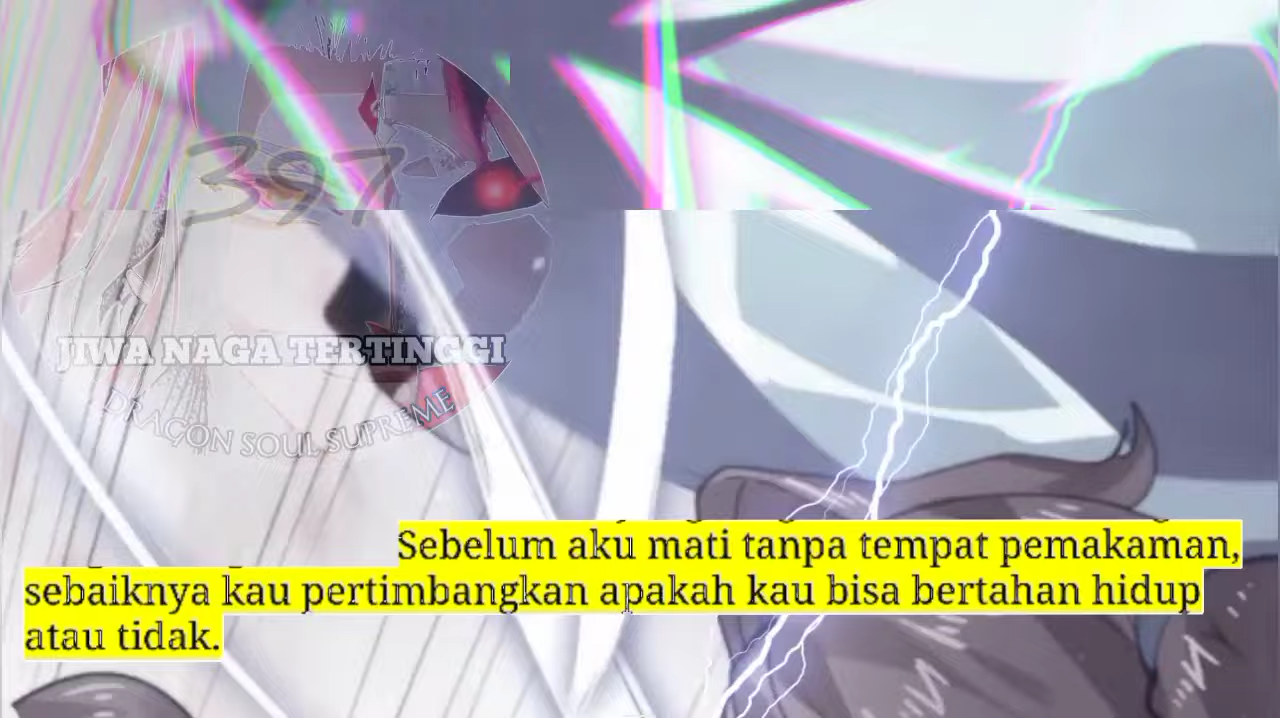 397
JIWA NAGA TERTINGGI
DRAGON SOUL SUPREME
Sebelum aku mati tanpa tempat pemakaman,
sebaiknya kau pertimbangkan apakah kau bisa bertahan hidup
atau tidak.